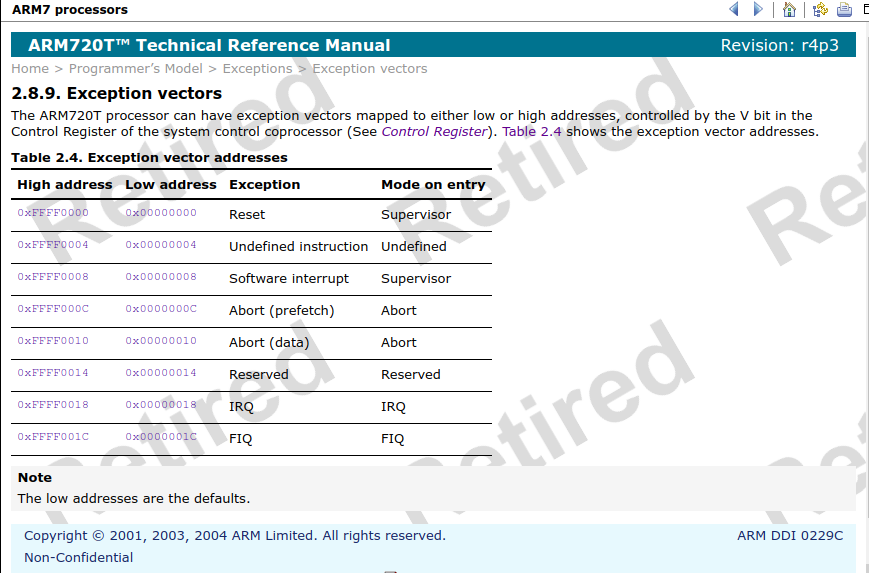 ARM7 processors
ARM720T™ Technical Reference Manual Revision: r4p3
Home > Programmer's Model > Exceptions > Exception vectors
2.8.9. Exception vectors
The ARM720T processor can have exception vectors mapped to either low or high addresses, controlled by the V bit in the
Control Register of the system control coprocessor (See Control Register). Table 2.4 shows the exception vector addresses.
Table 2.4. Exception vector addresses
High address Low address Exception Mode on entry
0xFFFF0000 0x00000000 Reset Supervisor
0xFFFF0004 0x00000004 Undefined instruction Undefined
0xFFFF0008 0x00000008 Software interrupt Supervisor
0xFFFF000C 0x0000000C Abort (prefetch) Abort
0xFFFF0010 0x00000010 Abort (data) Abort
0xFFFF0014 0x00000014 Reserved Reserved
0xFFFF0018 0x00000018 IRQ IRQ
0xFFFF001C 0x0000001C FIQ FIQ
Note
The low addresses are the defaults.
Copyright © 2001, 2003, 2004 ARM Limited. All rights reserved. ARM DDI 0229C
Non-Confidential
Retired
Retired
Retired
Retired